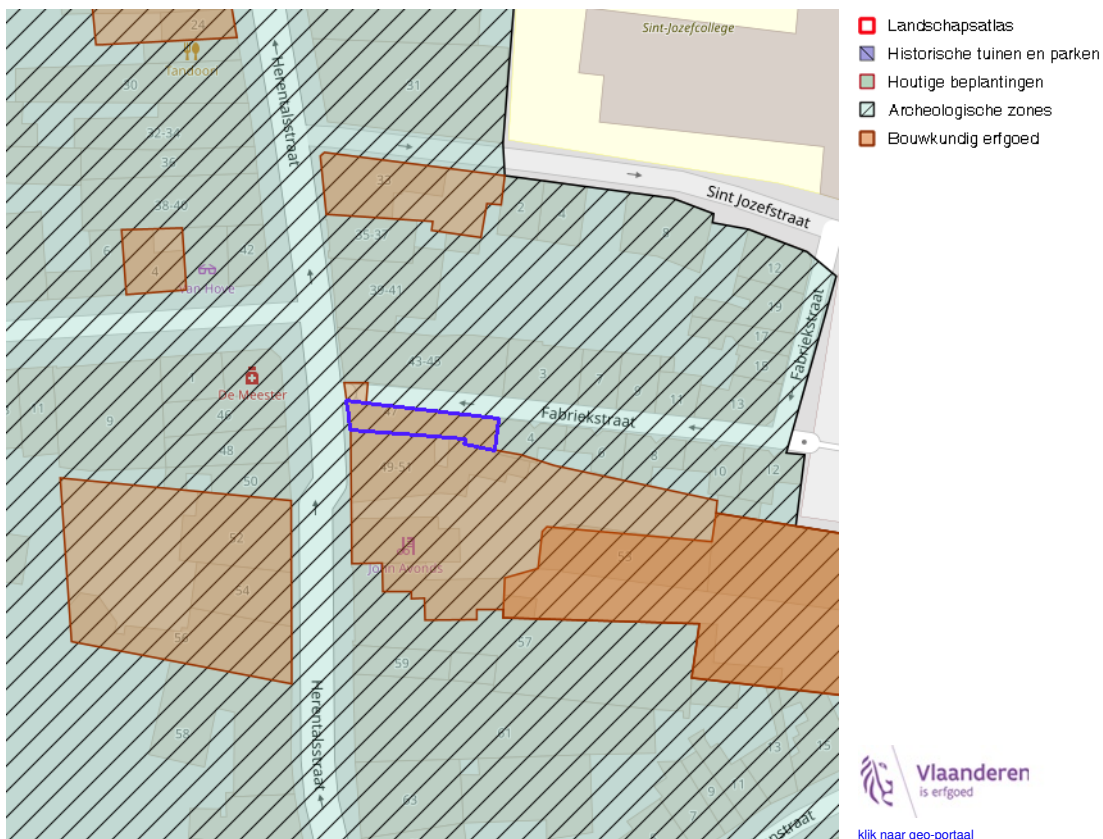 24
Tandoori
30
31
Sint-Jozefcollege
Herentalsstraat
32-34
36
33
38-40
35-37
2
4
8
Sint Jozefstraat
6
4
42
Van Hove
39-41
12
19
17
15
Fabriekstraat
43-45
3
7
9
11
13
1
De Meester
11
9
46
47
Fabriekstraat
48
4
6
8
10
12
49-51
50
52
John Avonds
53
54
56
57
59
58
61
Herentalsstraat
63
7
9
11
13
15
nstraat
Landschapsatlas
Historische tuinen en parken
Houtige beplantingen
Archeologische zones
Bouwkundig erfgoed
Vlaanderen
is erfgoed
klik naar geo-portaal